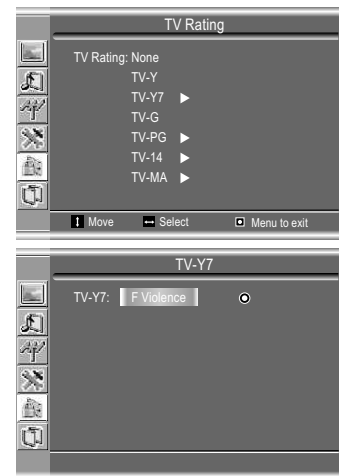 TV Rating
TV Rating: None
TV-Y
TV-Y7
TV-G
TV-PG
TV-14
TV-MA
Move Select Menu to exit
TV-Y7
TV-Y7: F Violence